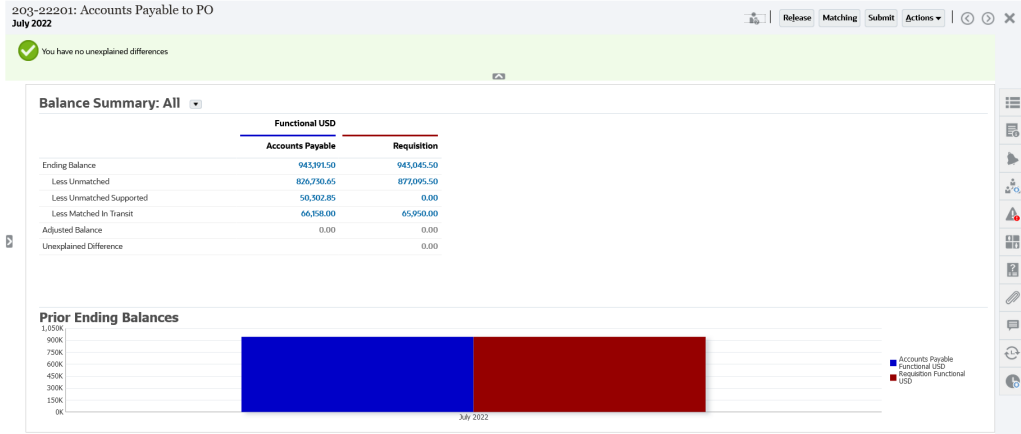 203-22201: Accounts Payable to PO
July 2022
Release Matching Submit Actions
You have no unexplained differences
Balance Summary: All
Functional USD
Accounts Payable Requisition
Ending Balance 943,191.50 943,045.50
Less Unmatched 826,730.65 877,095.50
Less Unmatched Supported 50,302.85 0.00
Less Matched In Transit 66,158.00 65,950.00
Adjusted Balance 0.00 0.00
Unexplained Difference 0.00
Prior Ending Balances
1,050K
900K
750K
600K
450K
300K
150K
0K
July 2022
Accounts Payable
Functional USD
Requisition Functional
USD